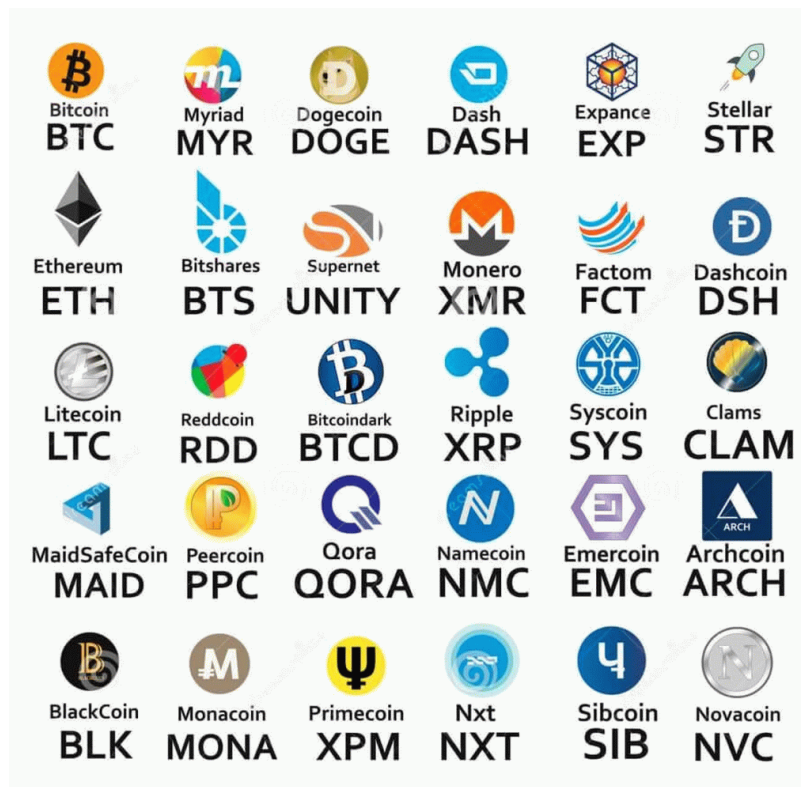 Bitcoin Myriad Dogecoin Dash Expance Stellar
BTC MYR DOGE DASH EXP STR
Ethereum Bitshares Supernet Monero Factom Dashcoin
ETH BTS UNITY XMR FCT DSH
Litecoin Reddcoin Bitcoindark Ripple Syscoin Clams
LTC RDD BTCD XRP SYS CLAM
ARCH
MaidSafeCoin Peercoin Qora Namecoin Emercoin Archcoin
MAID PPC QORA NMC EMC ARCH
BlackCoin Monacoin Primecoin Nxt Sibcoin Novacoin
BLK MONA XPM NXT SIB NVC